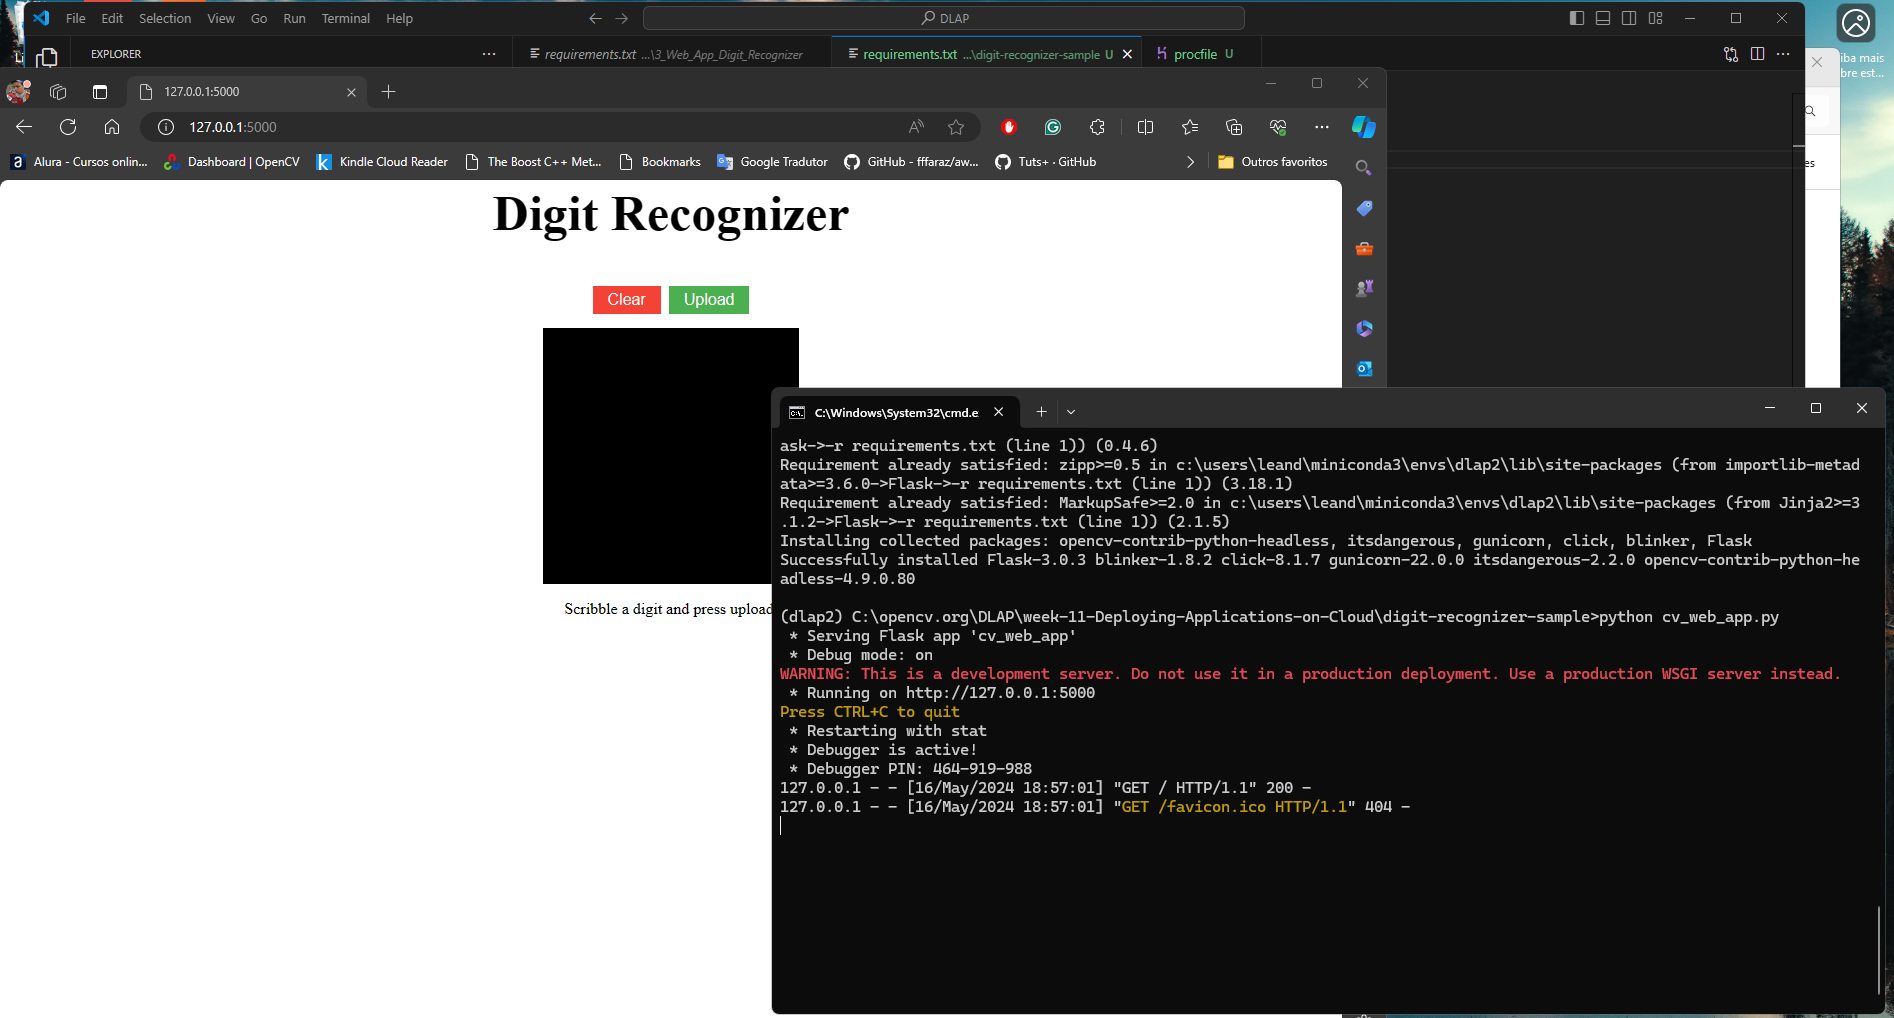 File Edit Selection View Go Run Terminal Help
DLAP
EXPLORER
requirements.txt ...\3_Web_App_Digit_Recognizer
requirements.txt ...\digit-recognizer-sample U
procfile U
iba mais
bre est...
127.0.0.1:5000
127.0.0.1:5000
Alura - Cursos onlin...
Dashboard | OpenCV
Kindle Cloud Reader
The Boost C++ Met...
Bookmarks
Google Tradutor
GitHub - fffaraz/aw...
Tuts+ · GitHub
Outros favoritos
es
Digit Recognizer
Clear
Upload
Scribble a digit and press upload
C:\Windows\System32\cmd.e
ask->-r requirements.txt (line 1)) (0.4.6)
Requirement already satisfied: zipp>=0.5 in c:\users\leand\miniconda3\envs\dlap2\lib\site-packages (from importlib-metad
ata>=3.6.0->Flask->-r requirements.txt (line 1)) (3.18.1)
Requirement already satisfied: MarkupSafe>=2.0 in c:\users\leand\miniconda3\envs\dlap2\lib\site-packages (from Jinja2>=3
.1.2->Flask->-r requirements.txt (line 1)) (2.1.5)
Installing collected packages: opencv-contrib-python-headless, itsdangerous, gunicorn, click, blinker, Flask
Successfully installed Flask-3.0.3 blinker-1.8.2 click-8.1.7 gunicorn-22.0.0 itsdangerous-2.2.0 opencv-contrib-python-he
adless-4.9.0.80
(dlap2) C:\opencv.org\DLAP\week-11-Deploying-Applications-on-Cloud\digit-recognizer-sample>python cv_web_app.py
* Serving Flask app 'cv_web_app'
* Debug mode: on
WARNING: This is a development server. Do not use it in a production deployment. Use a production WSGI server instead.
* Running on http://127.0.0.1:5000
Press CTRL+C to quit
* Restarting with stat
* Debugger is active!
* Debugger PIN: 464-919-988
127.0.0.1 - - [16/May/2024 18:57:01] "GET / HTTP/1.1" 200 -
127.0.0.1 - - [16/May/2024 18:57:01] "GET /favicon.ico HTTP/1.1" 404 -